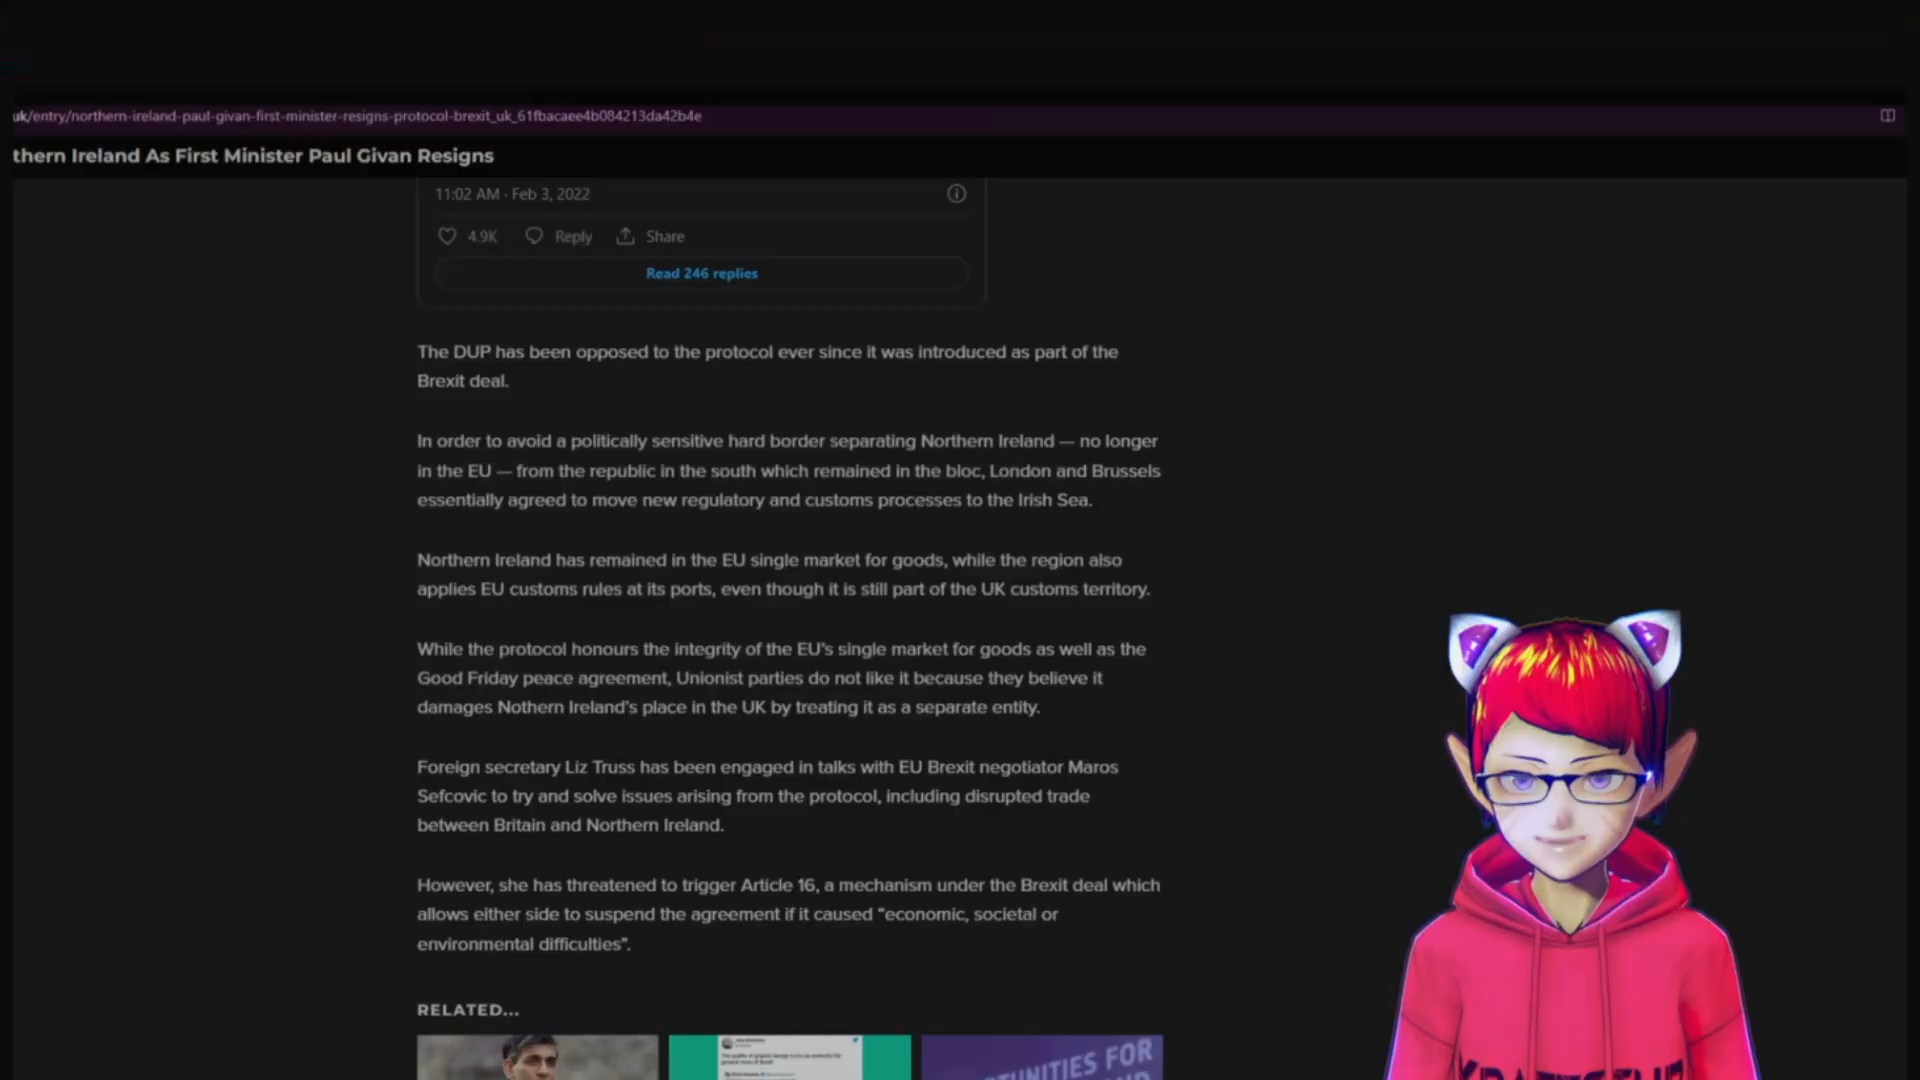 uk/entry/northern-ireland-paul-givan-first-minister-resigns-protocol-brexit_uk_61fbacaee4b084213da42b4e
thern Ireland As First Minister Paul Givan Resigns
11:02 AM · Feb 3, 2022
4.9K Reply Share
Read 246 replies
The DUP has been opposed to the protocol ever since it was introduced as part of the
Brexit deal.
In order to avoid a politically sensitive hard border separating Northern Ireland — no longer
in the EU — from the republic in the south which remained in the bloc, London and Brussels
essentially agreed to move new regulatory and customs processes to the Irish Sea.
Northern Ireland has remained in the EU single market for goods, while the region also
applies EU customs rules at its ports, even though it is still part of the UK customs territory.
While the protocol honours the integrity of the EU's single market for goods as well as the
Good Friday peace agreement, Unionist parties do not like it because they believe it
damages Nothern Ireland's place in the UK by treating it as a separate entity.
Foreign secretary Liz Truss has been engaged in talks with EU Brexit negotiator Maros
Sefcovic to try and solve issues arising from the protocol, including disrupted trade
between Britain and Northern Ireland.
However, she has threatened to trigger Article 16, a mechanism under the Brexit deal which
allows either side to suspend the agreement if it caused “economic, societal or
environmental difficulties”.
RELATED...
TUNITIES FOR